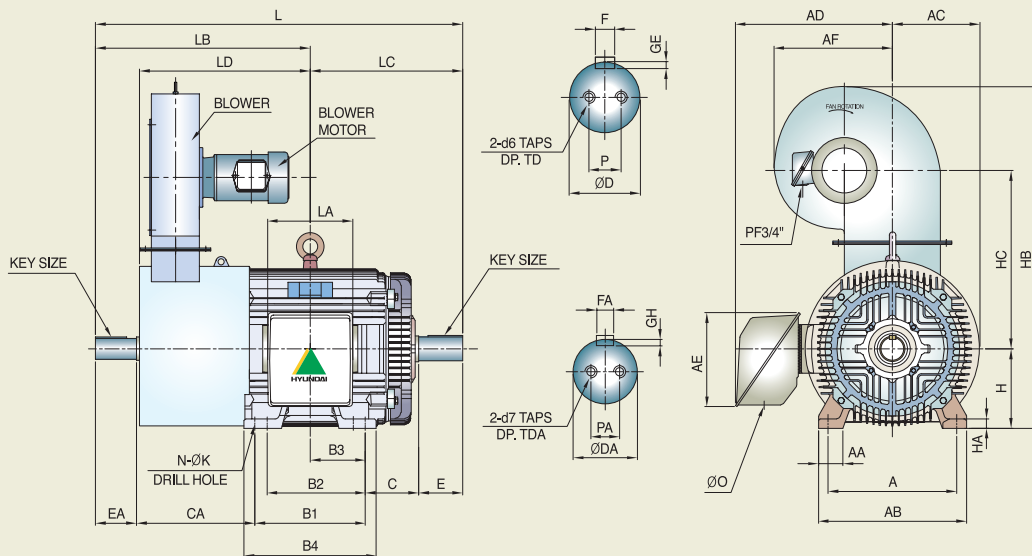 L
LB
LD
LC
BLOWER
BLOWER
MOTOR
LA
KEY SIZE
KEY SIZE
HYUNDAI
N-ØK
DRILL HOLE
B3
B2
C
E
EA
CA
B1
B4
F
GE
2-d6 TAPS
DP. TD
P
ØD
FA
GH
2-d7 TAPS
DP. TDA
PA
ØDA
AD
AC
AF
FAN ROTATION
PF3/4"
HC
HB
AE
H
HA
ØO
AA
A
AB